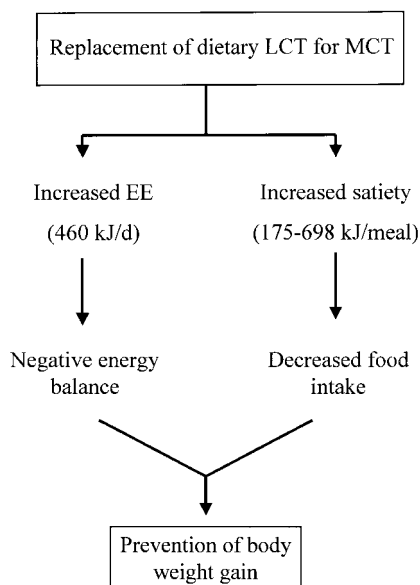 Replacement of dietary LCT for MCT
Increased EE
(460 kJ/d)
Increased satiety
(175-698 kJ/meal)
Negative energy
balance
Decreased food
intake
Prevention of body
weight gain